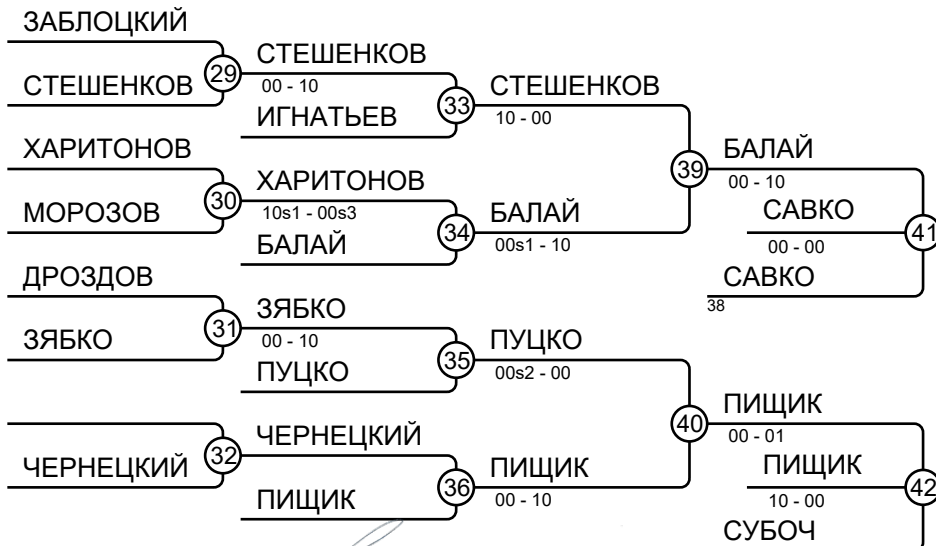 ЗАБЛОЦКИЙ
СТЕШЕНКОВ
29
СТЕШЕНКОВ
00 - 10
ИГНАТЬЕВ
33
СТЕШЕНКОВ
10 - 00
ХАРИТОНОВ
МОРОЗОВ
30
ХАРИТОНОВ
10s1 - 00s3
БАЛАЙ
34
БАЛАЙ
00s1 - 10
39
БАЛАЙ
00 - 10
САВКО
00 - 00
САВКО
38
41
ДРОЗДОВ
ЗЯБКО
31
ЗЯБКО
00 - 10
ПУЦКО
35
ПУЦКО
00s2 - 00
ЧЕРНЕЦКИЙ
32
ЧЕРНЕЦКИЙ
ПИЩИК
36
ПИЩИК
00 - 10
40
ПИЩИК
00 - 01
ПИЩИК
10 - 00
СУБОЧ
42